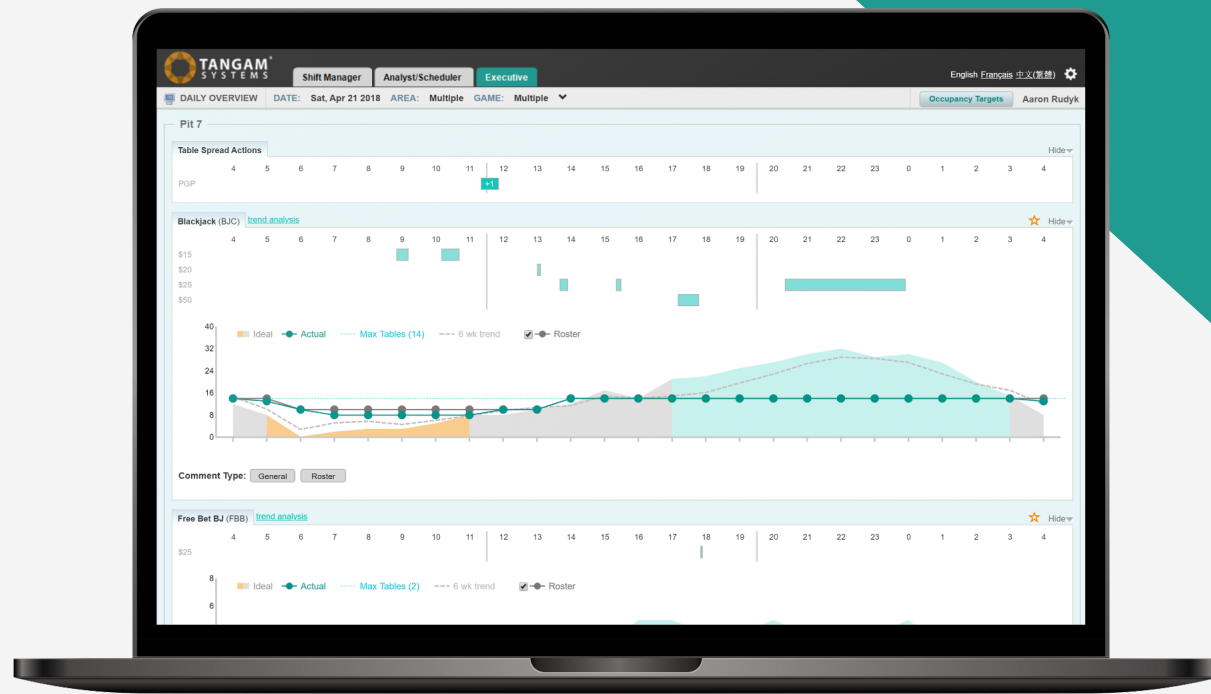 TANGAM
SYSTEMS
Shift Manager Analyst/Scheduler Executive
English Français 中文(繁體)
DAILY OVERVIEW DATE: Sat, Apr 21 2018 AREA: Multiple GAME: Multiple
Occupancy Targets Aaron Rudyk
Pit 7
Table Spread Actions Hide
4 5 6 7 8 9 10 11 12 13 14 15 16 17 18 19 20 21 22 23 0 1 2 3 4
PGP +1
Blackjack (BJC) trend analysis Hide
4 5 6 7 8 9 10 11 12 13 14 15 16 17 18 19 20 21 22 23 0 1 2 3 4
$15
$20
$25
$50
40
Ideal Actual Max Tables (14) 6 wk trend Roster
32
24
16
8
0
Comment Type: General Roster
Free Bet BJ (FBB) trend analysis Hide
4 5 6 7 8 9 10 11 12 13 14 15 16 17 18 19 20 21 22 23 0 1 2 3 4
$25
8
Ideal Actual Max Tables (2) 6 wk trend Roster
6